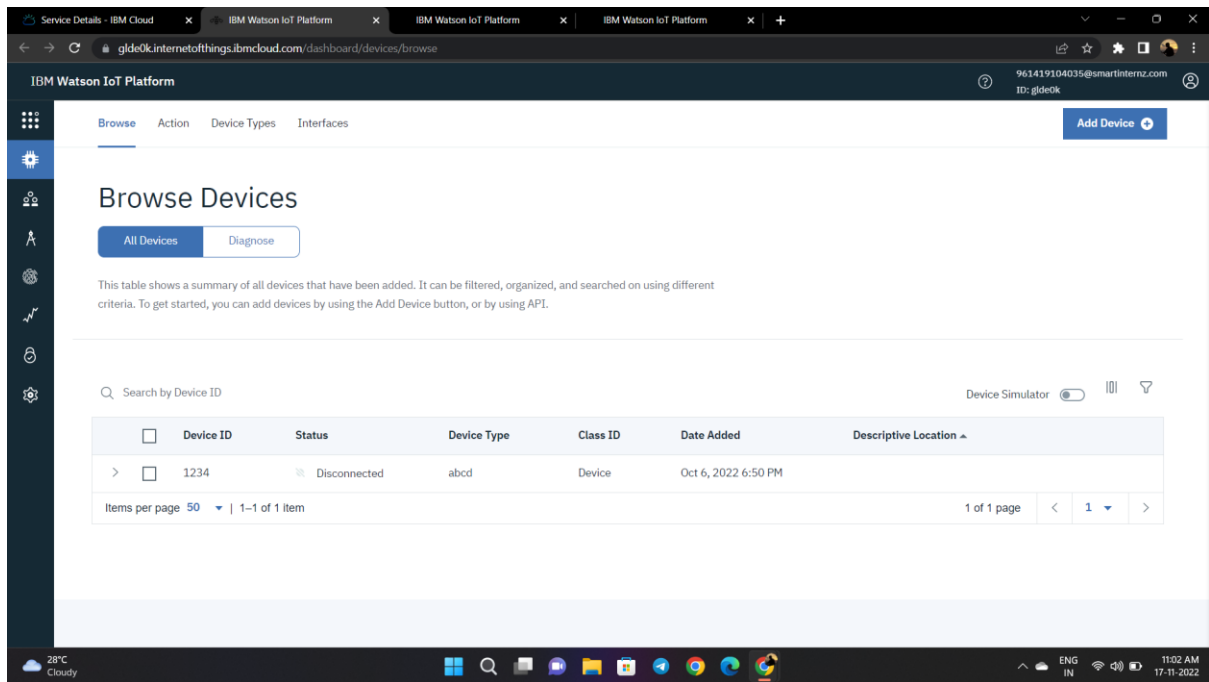 Service Details - IBM Cloud
IBM Watson IoT Platform
IBM Watson IoT Platform
IBM Watson IoT Platform
glde0k.internetofthings.ibmcloud.com/dashboard/devices/browse
IBM Watson IoT Platform
961419104035@smartinternz.com
ID: glde0k
Browse Action Device Types Interfaces
Add Device
Browse Devices
All Devices Diagnose
This table shows a summary of all devices that have been added. It can be filtered, organized, and searched on using different
criteria. To get started, you can add devices by using the Add Device button, or by using API.
Search by Device ID
Device Simulator
Device ID Status Device Type Class ID Date Added Descriptive Location
1234 Disconnected abcd Device Oct 6, 2022 6:50 PM
Items per page 50 | 1–1 of 1 item
1 of 1 page 1
28°C
Cloudy
ENG
IN
11:02 AM
17-11-2022